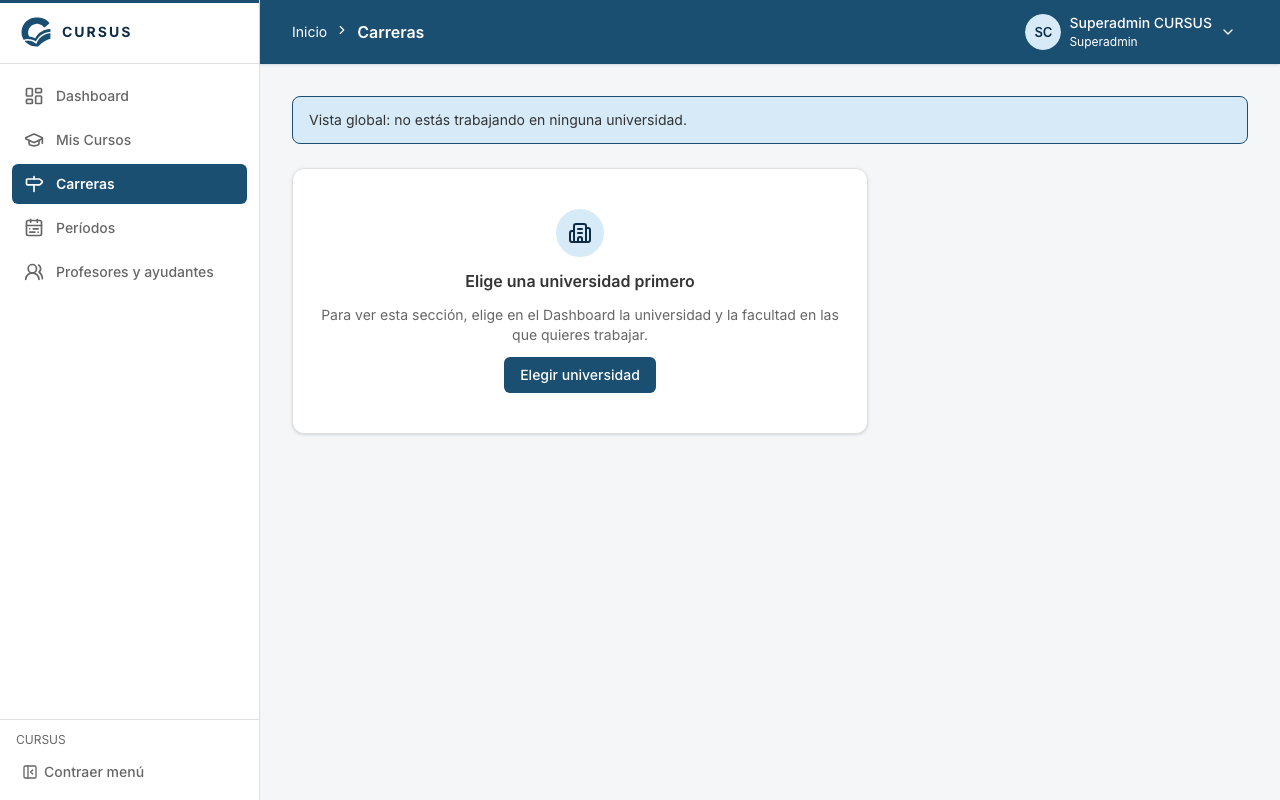 CURSUS
Inicio
Carreras
SC
Superadmin CURSUS
Superadmin
Dashboard
Mis Cursos
Carreras
Períodos
Profesores y ayudantes
Vista global: no estás trabajando en ninguna universidad.
Elige una universidad primero
Para ver esta sección, elige en el Dashboard la universidad y la facultad en las
que quieres trabajar.
Elegir universidad
CURSUS
Contraer menú